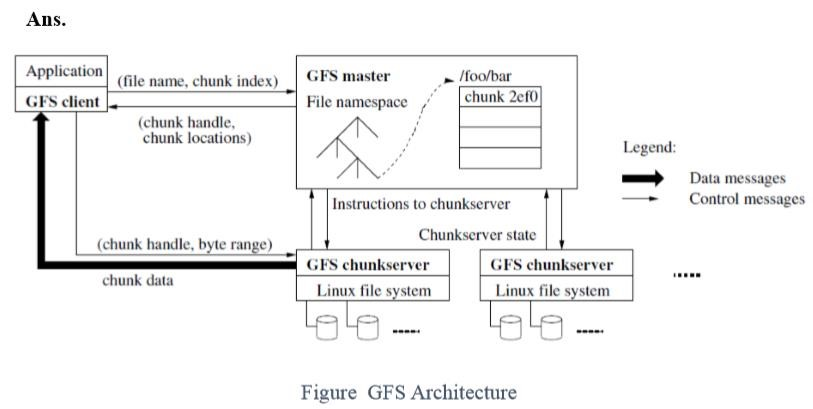 Ans.
Application
GFS client
(file name, chunk index)
(chunk handle,
chunk locations)
GFS master
File namespace
/foo/bar
chunk 2ef0
Legend:
Data messages
Control messages
Instructions to chunkserver
Chunkserver state
(chunk handle, byte range)
chunk data
GFS chunkserver
Linux file system
GFS chunkserver
Linux file system
Figure GFS Architecture